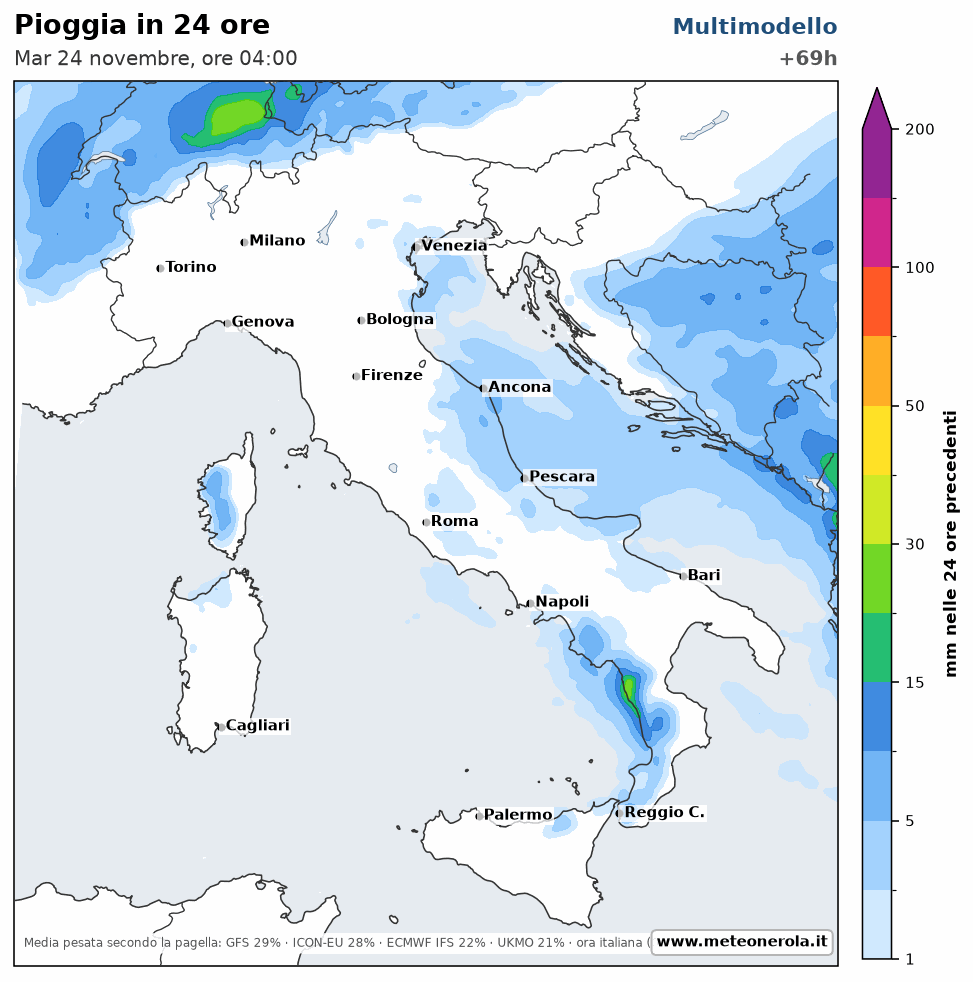 Pioggia in 24 ore
Multimodello
Mar 24 novembre, ore 04:00
+69h
Milano
Venezia
Torino
Genova
Bologna
Firenze
Ancona
Pescara
Roma
Bari
Napoli
Cagliari
Palermo
Reggio C.
200
100
50
30
15
5
1
mm nelle 24 ore precedenti
Media pesata secondo la pagella: GFS 29% · ICON-EU 28% · ECMWF IFS 22% · UKMO 21% · ora italiana (
www.meteonerola.it